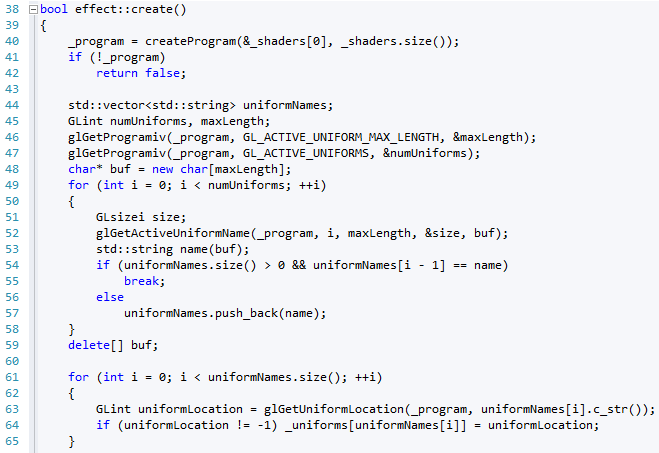 38 bool effect::create()
39 {
40     _program = createProgram(&_shaders[0], _shaders.size());
41     if (!_program)
42         return false;
43
44     std::vector<std::string> uniformNames;
45     GLint numUniforms, maxLength;
46     glGetProgramiv(_program, GL_ACTIVE_UNIFORM_MAX_LENGTH, &maxLength);
47     glGetProgramiv(_program, GL_ACTIVE_UNIFORMS, &numUniforms);
48     char* buf = new char[maxLength];
49     for (int i = 0; i < numUniforms; ++i)
50     {
51         GLsizei size;
52         glGetActiveUniformName(_program, i, maxLength, &size, buf);
53         std::string name(buf);
54         if (uniformNames.size() > 0 && uniformNames[i - 1] == name)
55             break;
56         else
57             uniformNames.push_back(name);
58     }
59     delete[] buf;
60
61     for (int i = 0; i < uniformNames.size(); ++i)
62     {
63         GLint uniformLocation = glGetUniformLocation(_program, uniformNames[i].c_str());
64         if (uniformLocation != -1) _uniforms[uniformNames[i]] = uniformLocation;
65     }